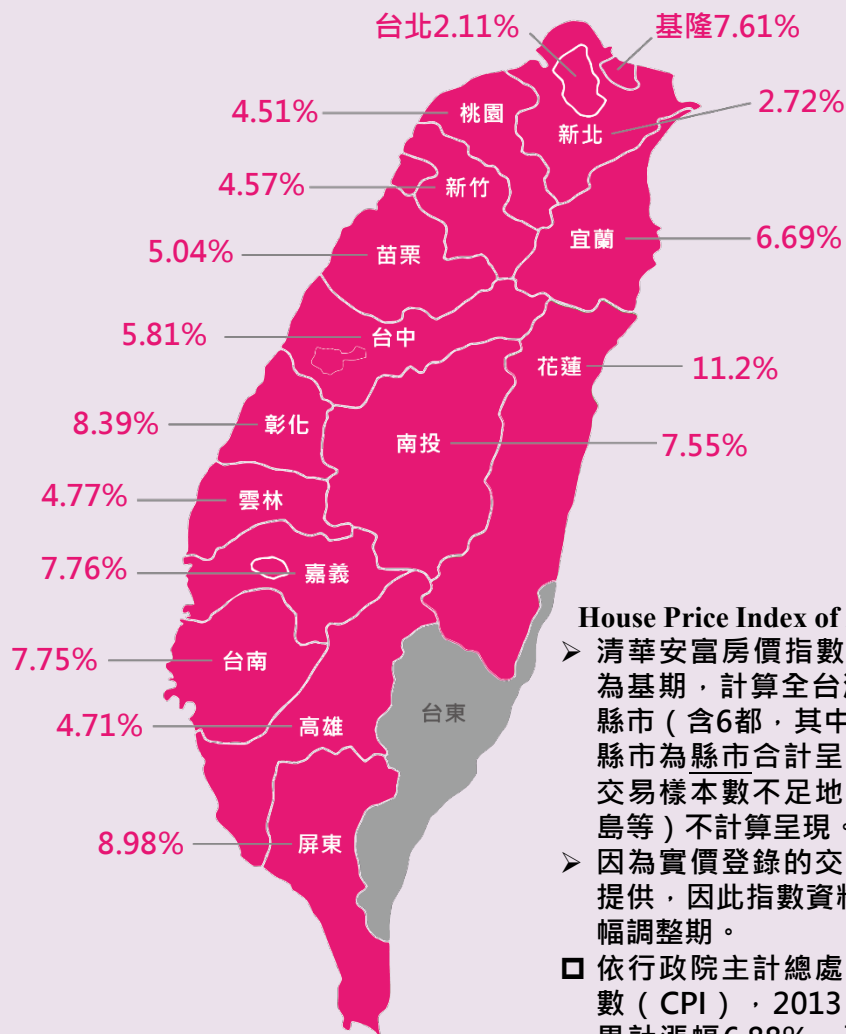 台北2.11%
基隆7.61%
4.51%
桃園
2.72%
新北
4.57%
新竹
宜蘭
6.69%
5.04%
苗栗
5.81%
台中
花蓮
11.2%
8.39%
彰化
南投
7.55%
4.77%
雲林
7.76%
嘉義
7.75%
台南
4.71%
高雄
台東
8.98%
屏東
House Price Index of
➢ 清華安富房價指數
為基期，計算全台
縣市（含6都，其中
縣市為縣市合計呈
交易樣本數不足地
島等）不計算呈現。
➢ 因為實價登錄的交
提供，因此指數資
幅調整期。
❑ 依行政院主計總處
數（CPI），2013